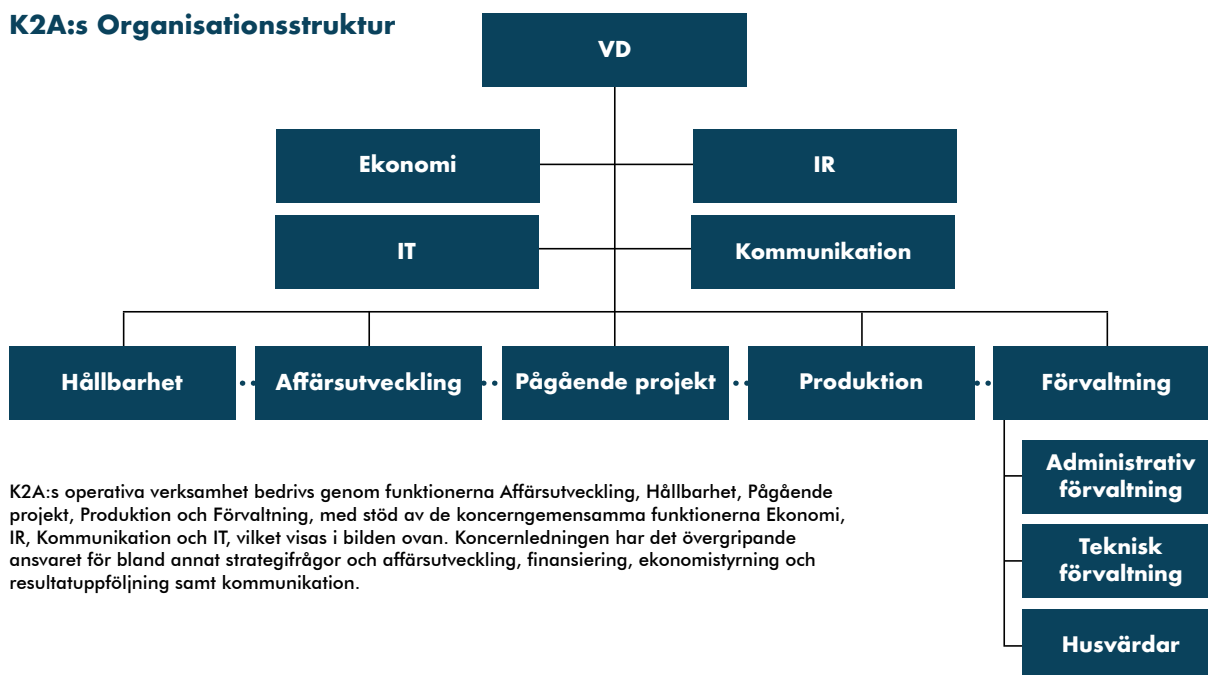 K2A:s Organisationsstruktur
VD
Ekonomi
IR
IT
Kommunikation
Hållbarhet
Affärsutveckling
Pågående projekt
Produktion
Förvaltning
Administrativ
förvaltning
Teknisk
förvaltning
Husvärdar
K2A:s operativa verksamhet bedrivs genom funktionerna Affärsutveckling, Hållbarhet, Pågående
projekt, Produktion och Förvaltning, med stöd av de koncerngemensamma funktionerna Ekonomi,
IR, Kommunikation och IT, vilket visas i bilden ovan. Koncernledningen har det övergripande
ansvaret för bland annat strategifrågor och affärsutveckling, finansiering, ekonomistyrning och
resultatuppföljning samt kommunikation.